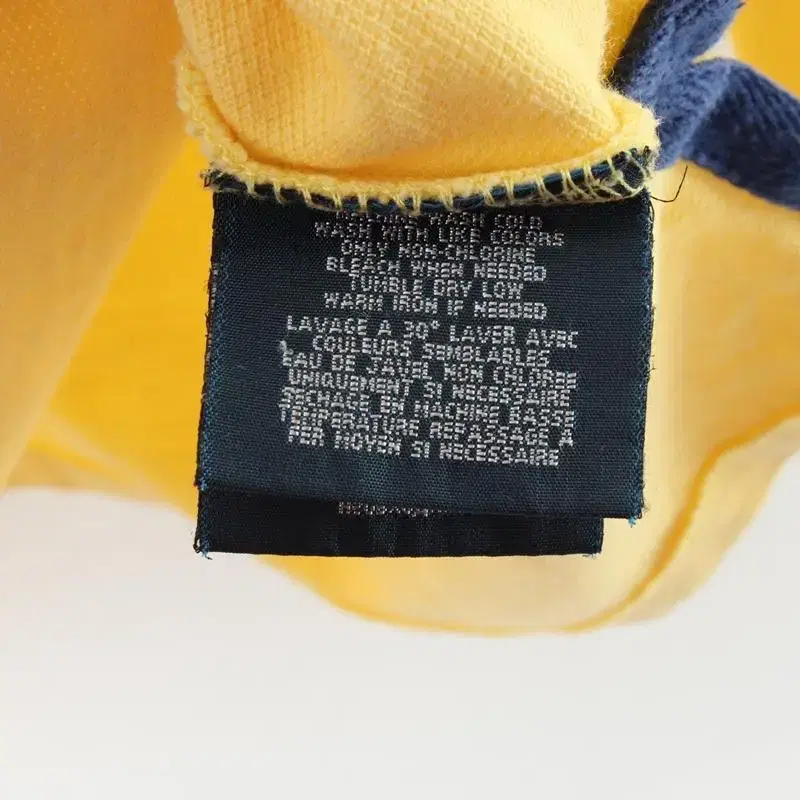 WASH COLD
WASH WITH LIKE COLORS
ONLY NON-CHLORINE
BLEACH WHEN NEEDED
TUMBLE DRY LOW
WARM IRON IF NEEDED
LAVAGE A 30° LAVER AVEC
COULEURS SEMBLABLES
EAU DE JAVEL NON CHLOREE
UNIQUEMENT SI NECESSAIRE
SECHAGE EN MACHINE BASSE
TEMPERATURE REPASSAGE A
FER MOYEN SI NECESSAIRE